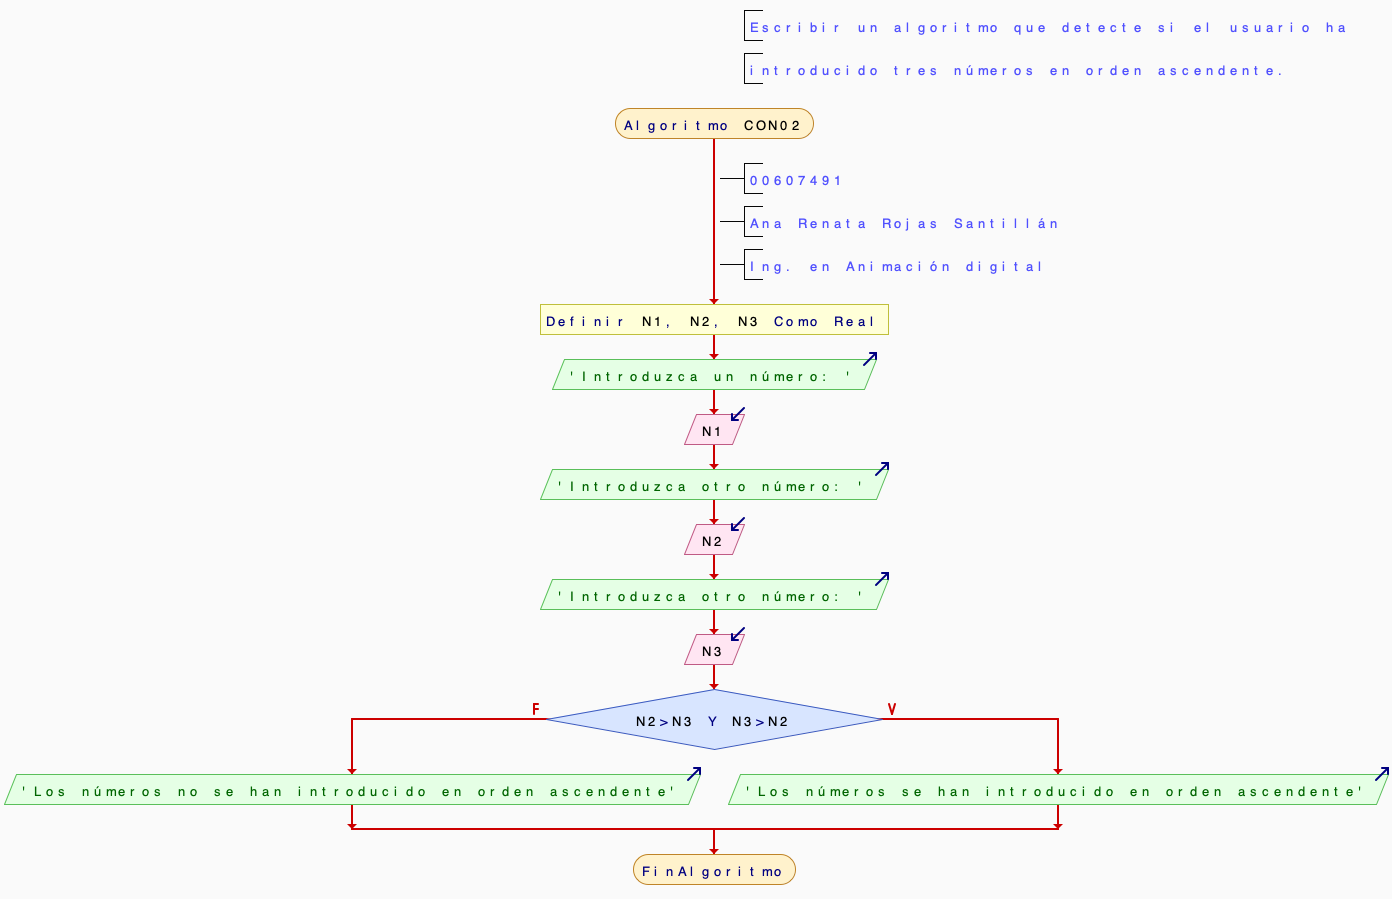 Escribir un algoritmo que detecte si el usuario ha
introducido tres números en orden ascendente.
Algoritmo CON02
00607491
Ana Renata Rojas Santillán
Ing. en Animación digital
Definir N1, N2, N3 Como Real
'Introduzca un número: '
N1
'Introduzca otro número: '
N2
'Introduzca otro número: '
N3
F
N2>N3 Y N3>N2
V
'Los números no se han introducido en orden ascendente'
'Los números se han introducido en orden ascendente'
FinAlgoritmo